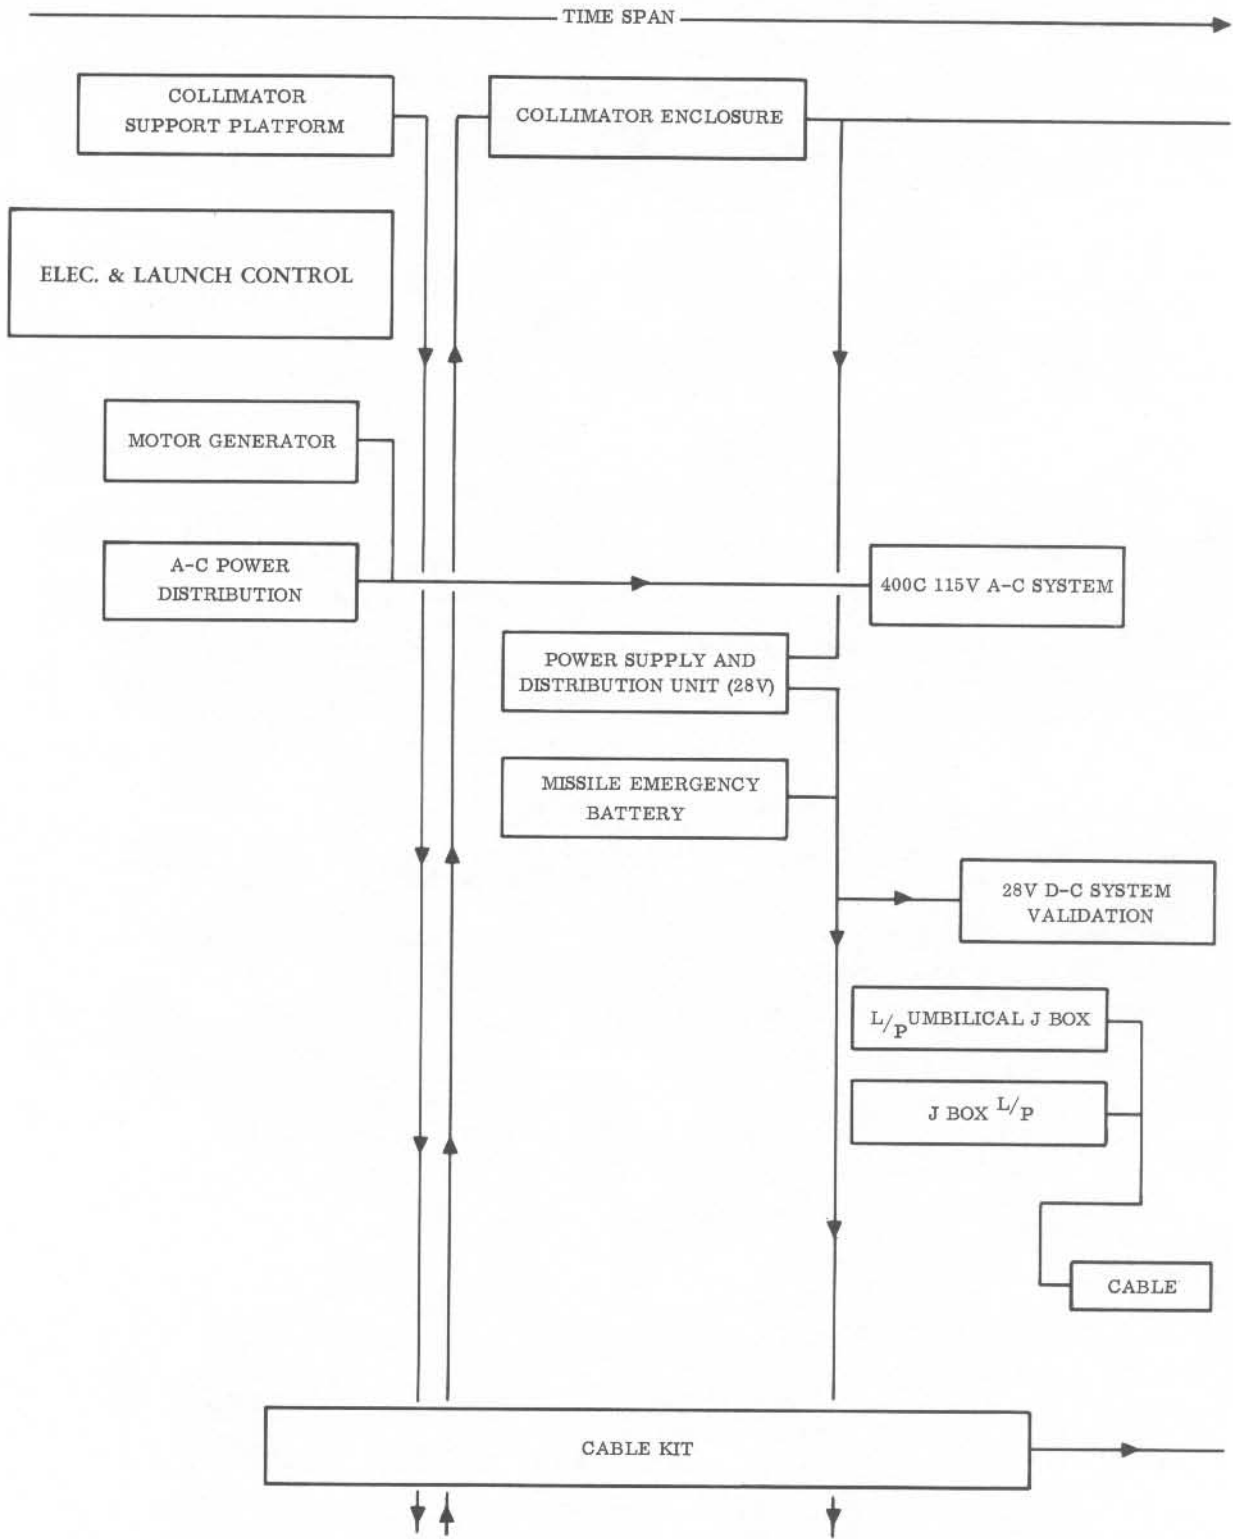 TIME SPAN
COLLIMATOR
SUPPORT PLATFORM
COLLIMATOR ENCLOSURE
ELEC. & LAUNCH CONTROL
MOTOR GENERATOR
A-C POWER
DISTRIBUTION
400C 115V A-C SYSTEM
POWER SUPPLY AND
DISTRIBUTION UNIT (28V)
MISSILE EMERGENCY
BATTERY
28V D-C SYSTEM
VALIDATION
L/P UMBILICAL J BOX
J BOX L/P
CABLE
CABLE KIT